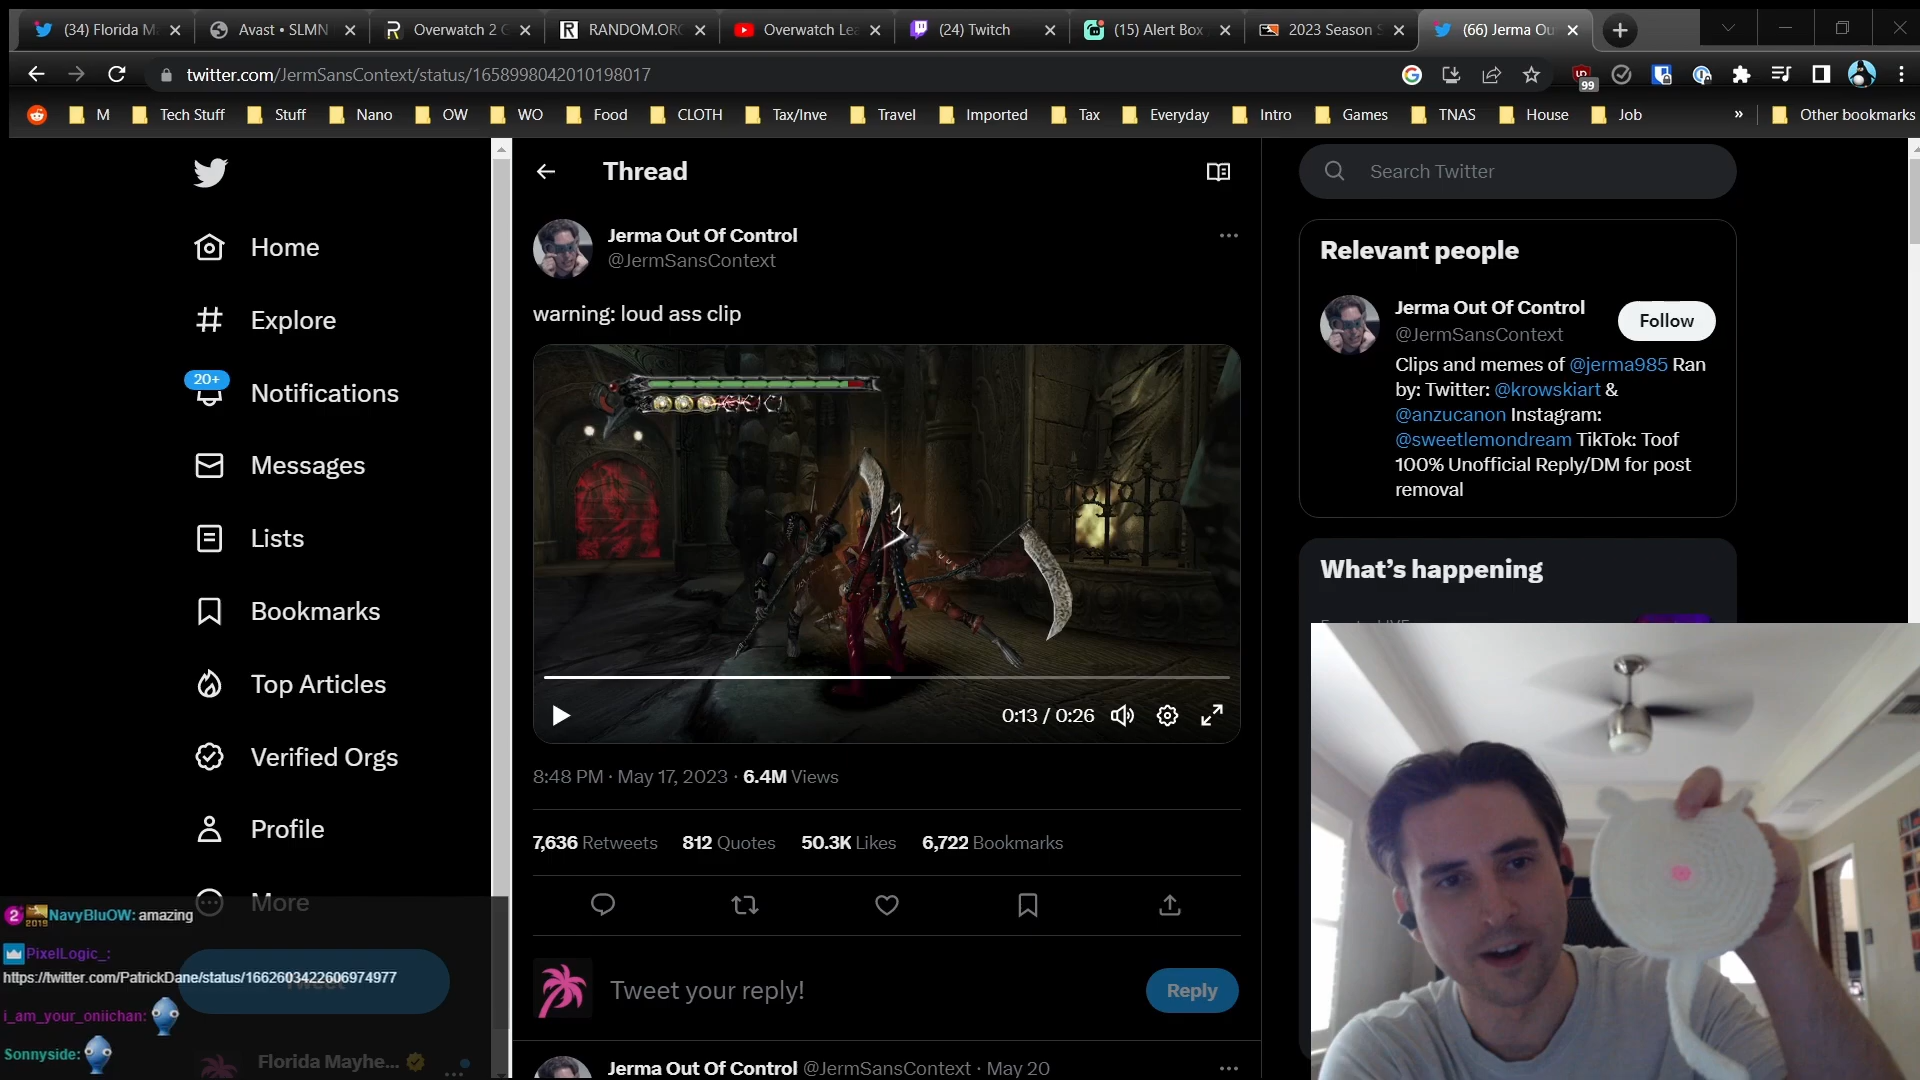 (34) Florida M
Avast • SLMN
Overwatch 2
RANDOM.OR
Overwatch Lea
(24) Twitch
(15) Alert Box
2023 Season S
(66) Jerma Ou
twitter.com/JermSansContext/status/1658998042010198017
99
M
Tech Stuff
Stuff
Nano
OW
WO
Food
CLOTH
Tax/Inve
Travel
Imported
Tax
Everyday
Intro
Games
TNAS
House
Job
»
Other bookmarks
Home
Explore
20+
Notifications
Messages
Lists
Bookmarks
Top Articles
Verified Orgs
Profile
More
Florida Mayhe...
Thread
Jerma Out Of Control
@JermSansContext
warning: loud ass clip
0:13 / 0:26
8:48 PM · May 17, 2023 · 6.4M Views
7,636 Retweets 812 Quotes 50.3K Likes 6,722 Bookmarks
Tweet your reply!
Reply
Jerma Out Of Control @JermSansContext · May 20
Search Twitter
Relevant people
Jerma Out Of Control
@JermSansContext
Follow
Clips and memes of @jerma985 Ran
by: Twitter: @krowskiart &
@anzucanon Instagram:
@sweetlemondream TikTok: Toof
100% Unofficial Reply/DM for post
removal
What's happening
2 2019 NavyBluOW: amazing
PixelLogic_:
https://twitter.com/PatrickDane/status/1662603422606974977
i_am_your_oniichan:
Sonnyside: